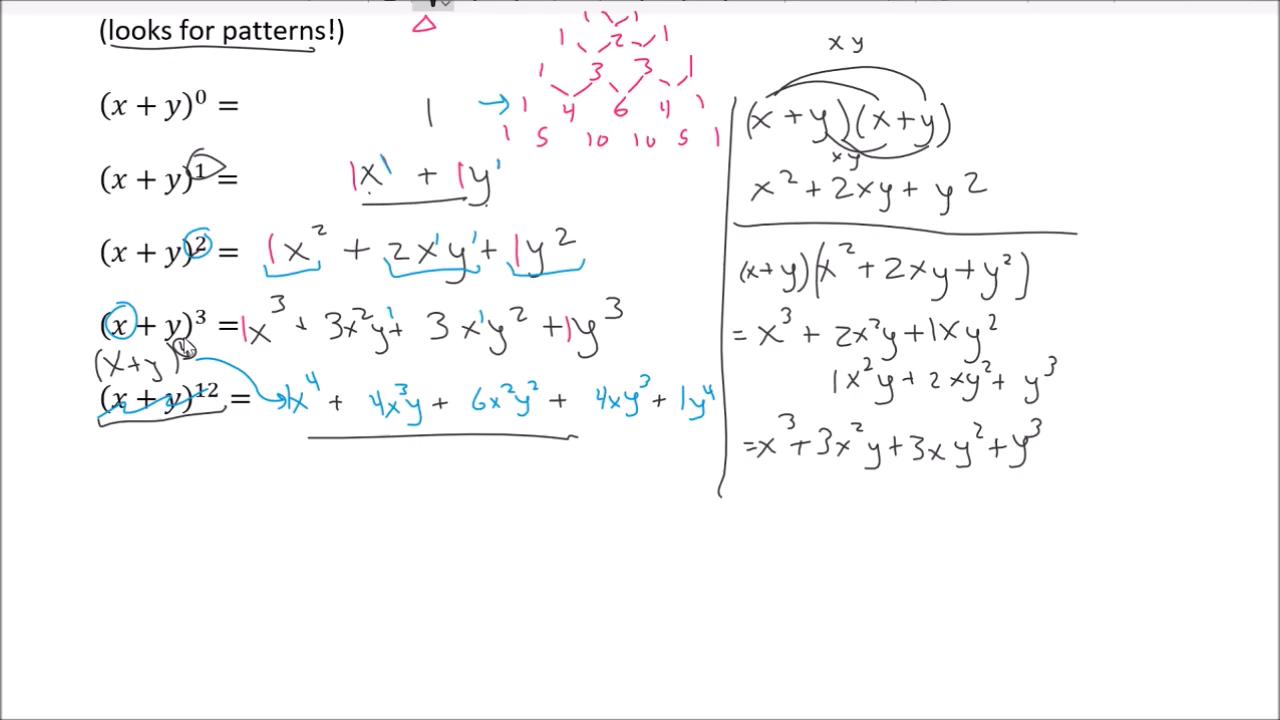 (looks for patterns!)
△
1 1
1 2 1
1 3 3 1
→ 1 4 6 4 1
1 5 10 10 5 1
(x + y)⁰ = 1
(x + y)¹ = 1x¹ + 1y¹
(x + y)² = 1x² + 2x¹y¹ + 1y²
(x + y)³ = 1x³ + 3x²y¹ + 3x¹y² + 1y³
(x+y)
(x + y)¹² = 1x⁴ + 4x³y + 6x²y² + 4xy³ + 1y⁴
xy
(x + y)(x + y)
xy
x² + 2xy + y²
(x+y)(x² + 2xy + y²)
= x³ + 2x²y + 1xy²
1x²y + 2xy² + y³
= x³ + 3x²y + 3xy² + y³